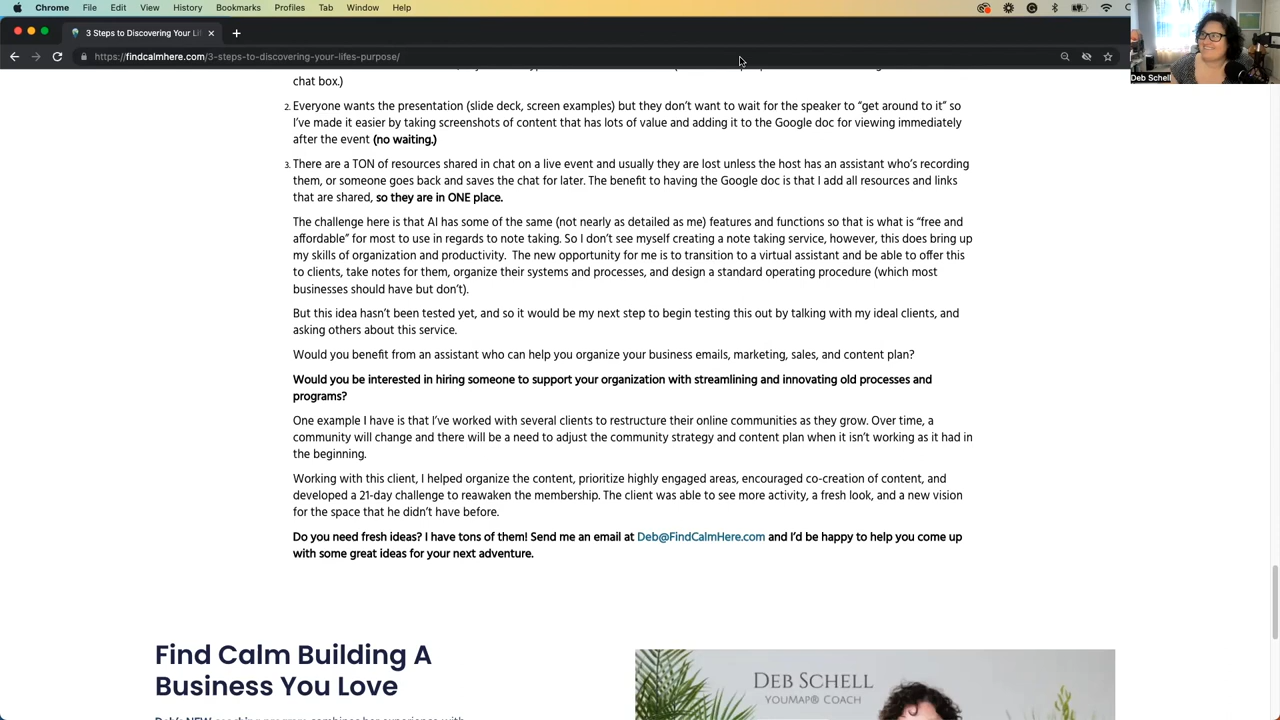 Chrome File Edit View History Bookmarks Profiles Tab Window Help
3 Steps to Discovering Your Li
https://findcalmhere.com/3-steps-to-discovering-your-lifes-purpose/
Deb Schell
chat box.)
2. Everyone wants the presentation (slide deck, screen examples) but they don’t want to wait for the speaker to “get around to it” so
I’ve made it easier by taking screenshots of content that has lots of value and adding it to the Google doc for viewing immediately
after the event (no waiting.)
3. There are a TON of resources shared in chat on a live event and usually they are lost unless the host has an assistant who’s recording
them, or someone goes back and saves the chat for later. The benefit to having the Google doc is that I add all resources and links
that are shared, so they are in ONE place.
The challenge here is that AI has some of the same (not nearly as detailed as me) features and functions so that is what is “free and
affordable” for most to use in regards to note taking. So I don’t see myself creating a note taking service, however, this does bring up
my skills of organization and productivity. The new opportunity for me is to transition to a virtual assistant and be able to offer this
to clients, take notes for them, organize their systems and processes, and design a standard operating procedure (which most
businesses should have but don’t).
But this idea hasn’t been tested yet, and so it would be my next step to begin testing this out by talking with my ideal clients, and
asking others about this service.
Would you benefit from an assistant who can help you organize your business emails, marketing, sales, and content plan?
Would you be interested in hiring someone to support your organization with streamlining and innovating old processes and
programs?
One example I have is that I’ve worked with several clients to restructure their online communities as they grow. Over time, a
community will change and there will be a need to adjust the community strategy and content plan when it isn’t working as it had in
the beginning.
Working with this client, I helped organize the content, prioritize highly engaged areas, encouraged co-creation of content, and
developed a 21-day challenge to reawaken the membership. The client was able to see more activity, a fresh look, and a new vision
for the space that he didn’t have before.
Do you need fresh ideas? I have tons of them! Send me an email at Deb@FindCalmHere.com and I’d be happy to help you come up
with some great ideas for your next adventure.
Find Calm Building A
Business You Love
DEB SCHELL
YOUMAP® COACH
Deb's NEW coaching program combines her experience with